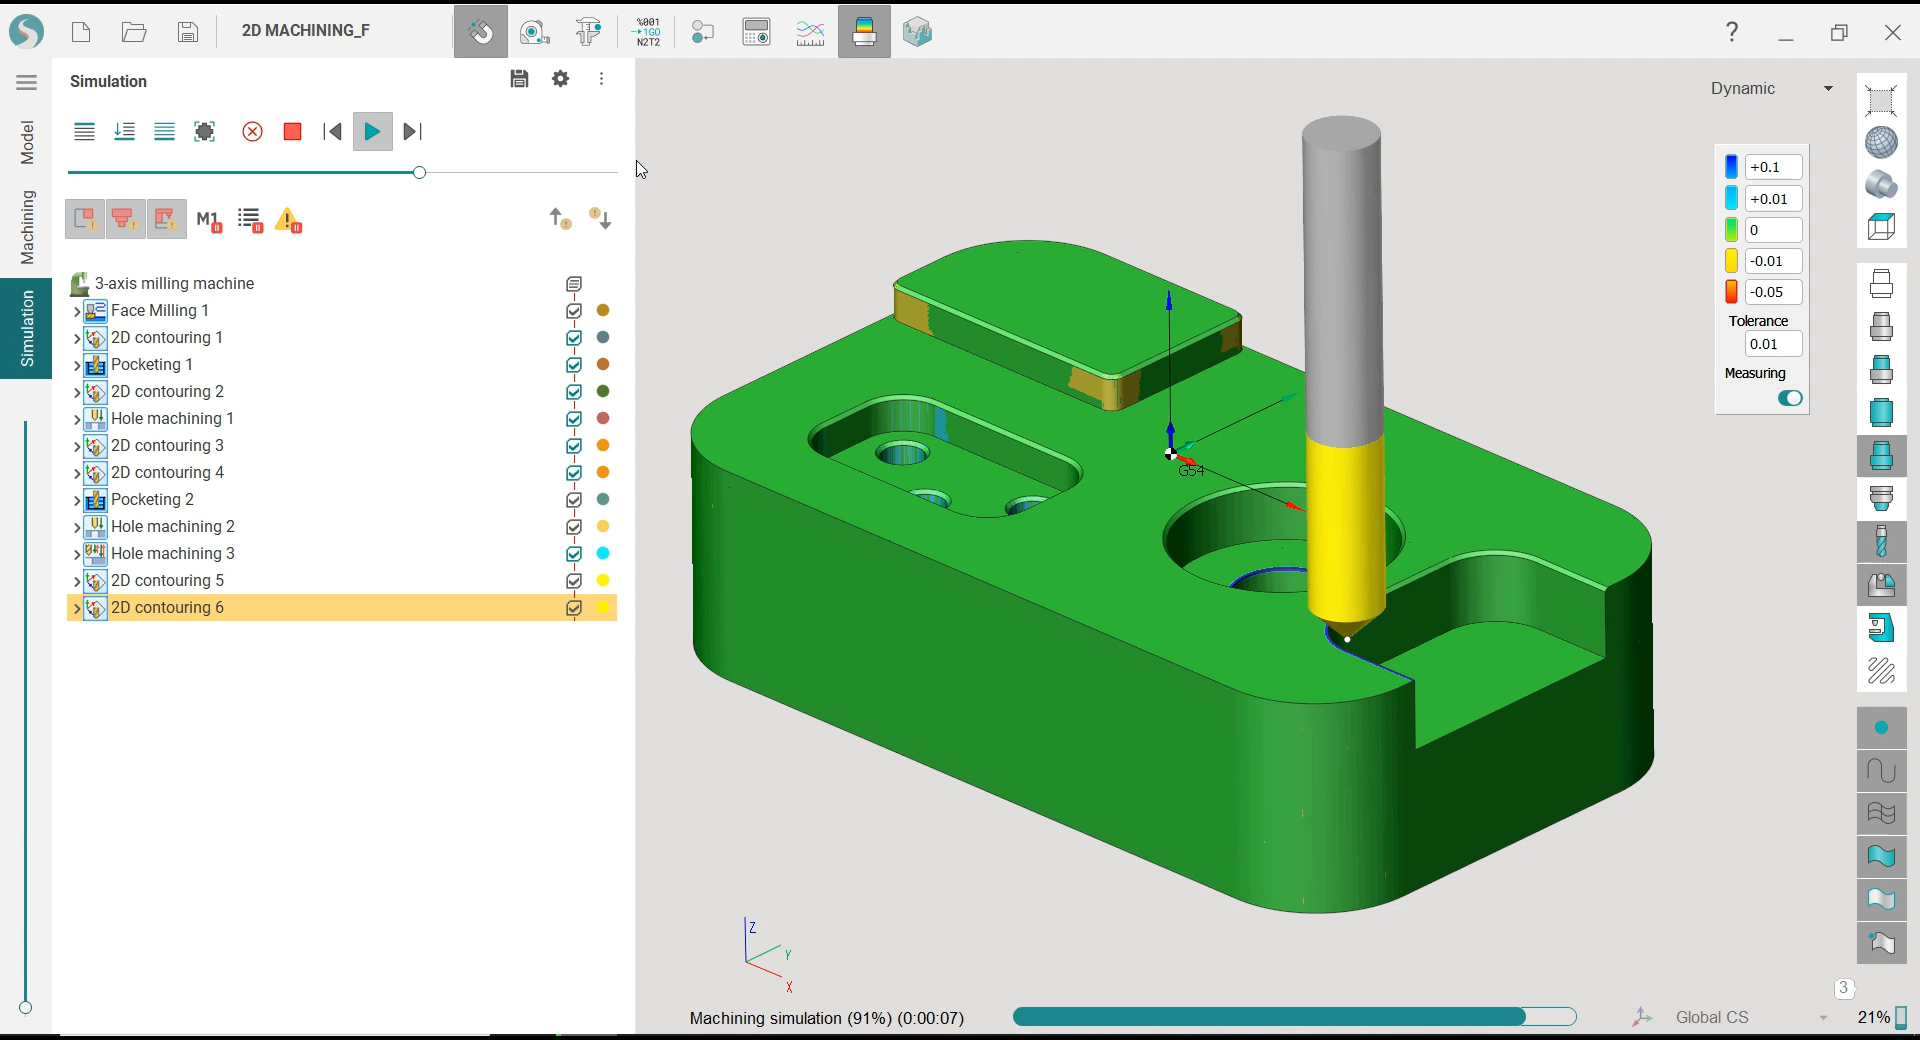 2D MACHINING_F
%001
1G0
N2T2
?
Simulation
Dynamic
Model
Machining
Simulation
M1
+0.1
+0.01
0
-0.01
-0.05
Tolerance
0.01
Measuring
3-axis milling machine
Face Milling 1
2D contouring 1
Pocketing 1
2D contouring 2
Hole machining 1
2D contouring 3
2D contouring 4
Pocketing 2
Hole machining 2
Hole machining 3
2D contouring 5
2D contouring 6
G54
Z
Y
X
3
Machining simulation (91%) (0:00:07)
Global CS
21%